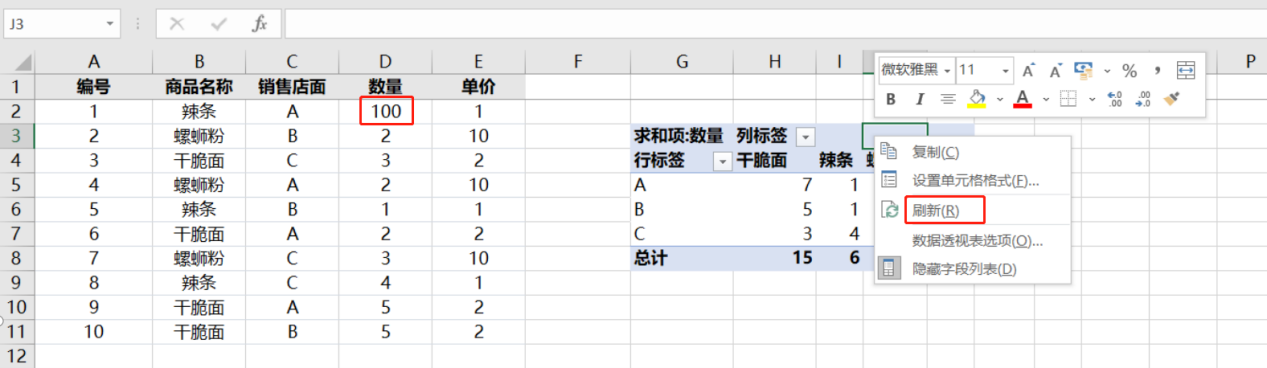 J3 fx
A B C D E F G H I P
微软雅黑 11 A A % ,
B I A .00 .00
1 编号 商品名称 销售店面 数量 单价
2 1 辣条 A 100 1
3 2 螺蛳粉 B 2 10 求和项:数量 列标签
4 3 干脆面 C 3 2 行标签 干脆面 辣条
5 4 螺蛳粉 A 2 10 A 7 1
6 5 辣条 B 1 1 B 5 1
7 6 干脆面 A 2 2 C 3 4
8 7 螺蛳粉 C 3 10 总计 15 6
9 8 辣条 C 4 1
10 9 干脆面 A 5 2
11 10 干脆面 B 5 2
12
复制(C)
设置单元格格式(F)...
刷新(R)
数据透视表选项(O)...
隐藏字段列表(D)